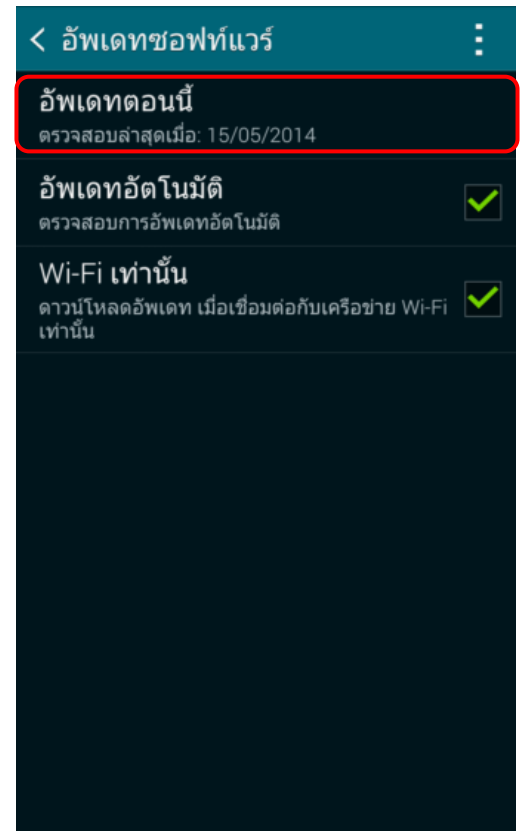 อัพเดทซอฟท์แวร์
อัพเดทตอนนี้
ตรวจสอบล่าสุดเมื่อ: 15/05/2014
อัพเดทอัตโนมัติ
ตรวจสอบการอัพเดทอัตโนมัติ
Wi-Fi เท่านั้น
ดาวน์โหลดอัพเดท เมื่อเชื่อมต่อกับเครือข่าย Wi-Fi
เท่านั้น